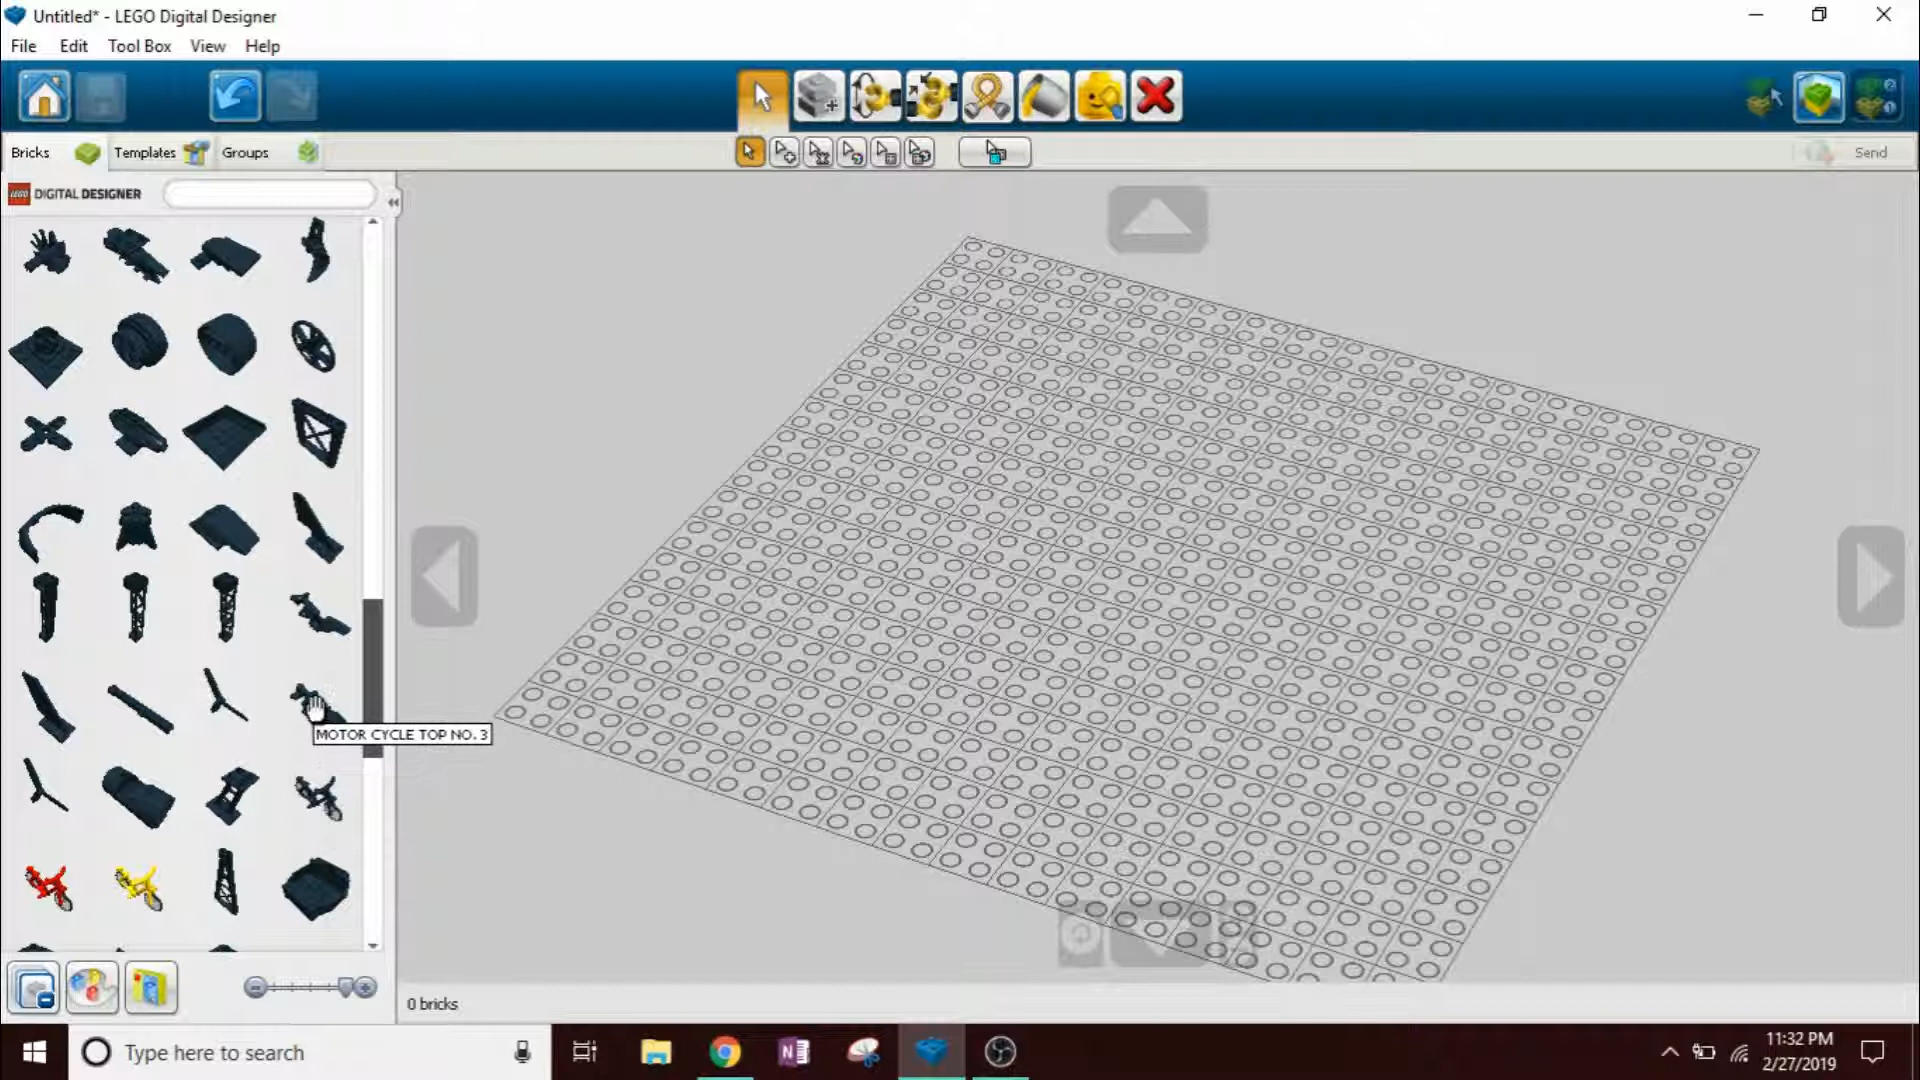 Untitled* - LEGO Digital Designer
File Edit Tool Box View Help
Bricks Templates Groups Send
LEGO DIGITAL DESIGNER
MOTOR CYCLE TOP NO. 3
0 bricks
Type here to search
N
11:32 PM
2/27/2019